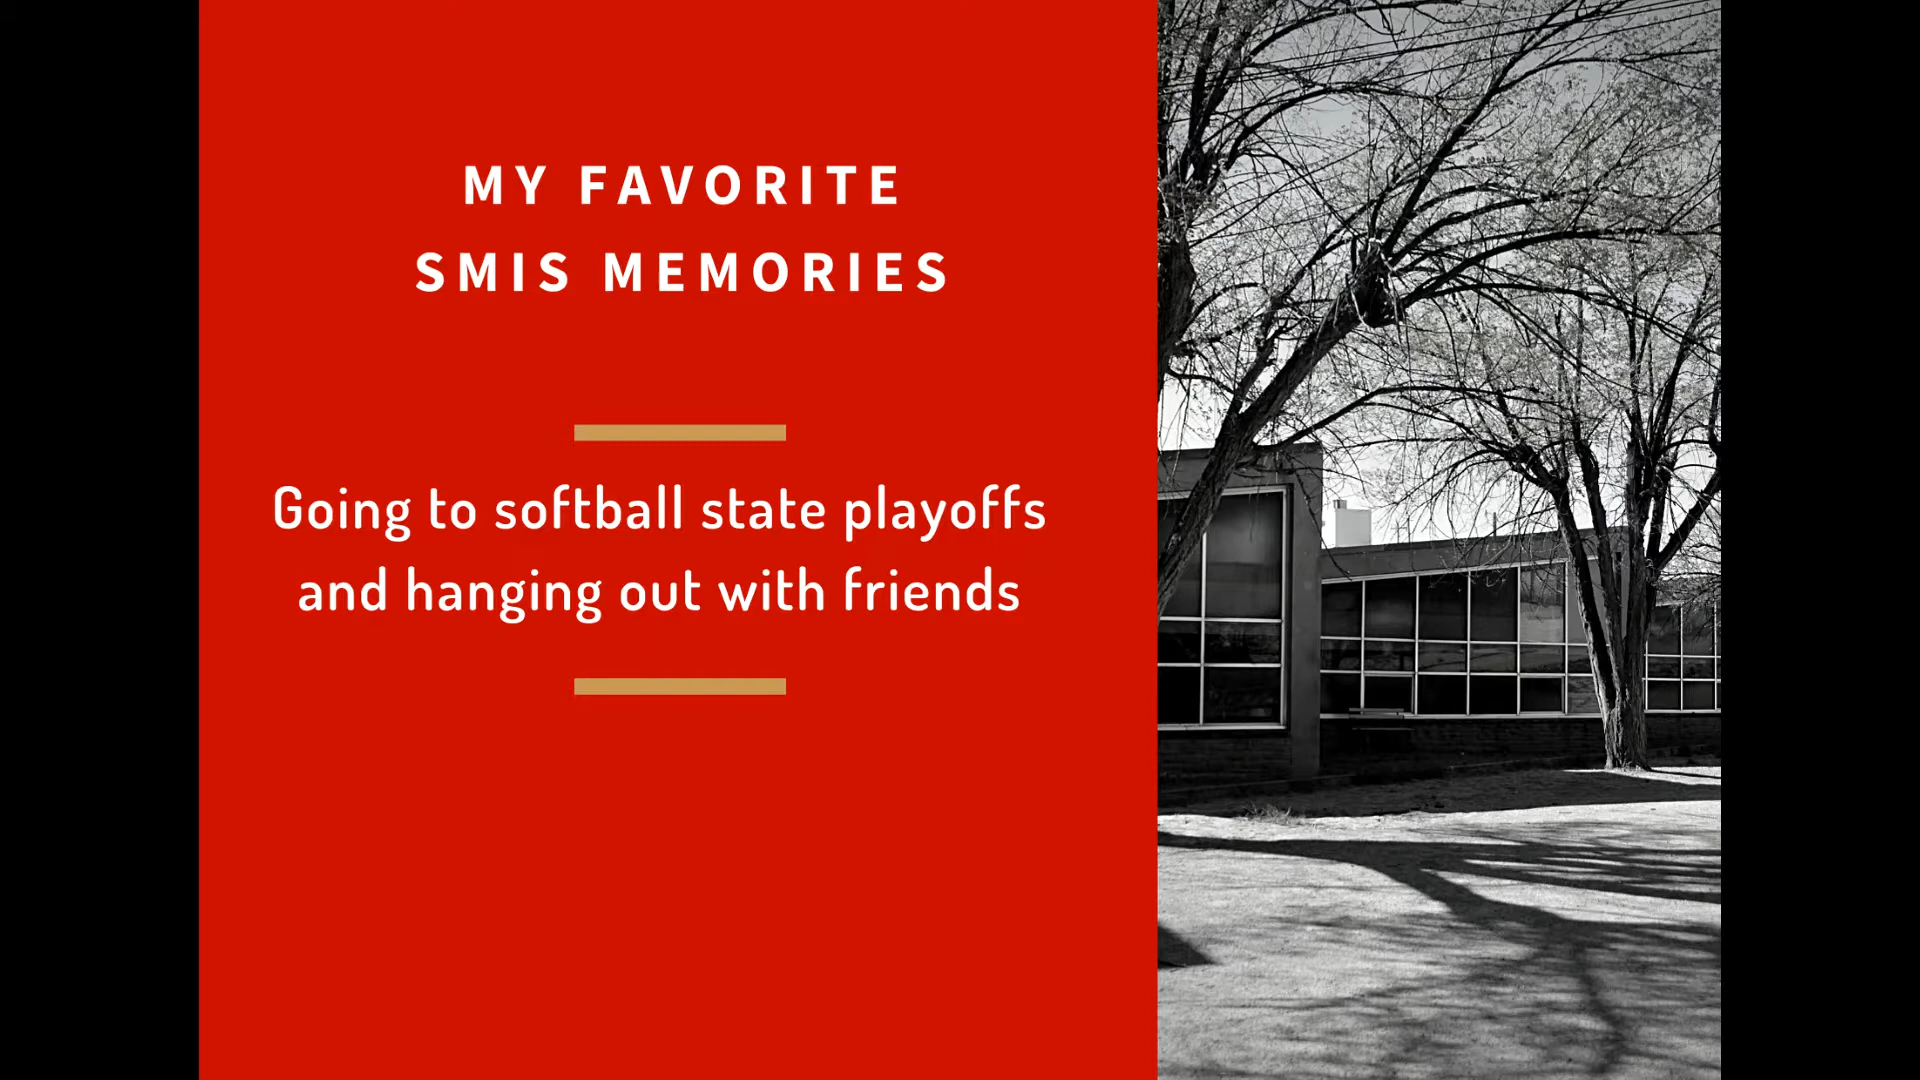 MY FAVORITE
SMIS MEMORIES
Going to softball state playoffs
and hanging out with friends